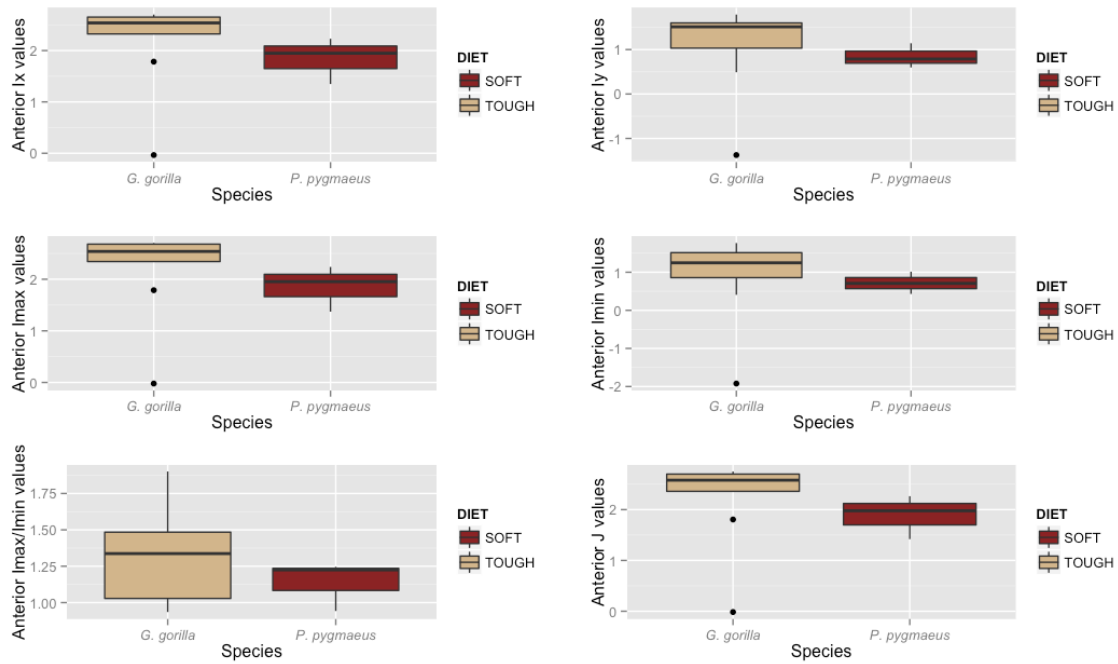 Anterior Ix values
2
1
0
G. gorilla
P. pygmaeus
Species
DIET
SOFT
TOUGH
Anterior Iy values
1
0
-1
G. gorilla
P. pygmaeus
Species
DIET
SOFT
TOUGH
Anterior Imax values
2
1
0
G. gorilla
P. pygmaeus
Species
DIET
SOFT
TOUGH
Anterior Imin values
1
0
-1
-2
G. gorilla
P. pygmaeus
Species
DIET
SOFT
TOUGH
Anterior Imax/Imin values
1.75
1.50
1.25
1.00
G. gorilla
P. pygmaeus
Species
DIET
SOFT
TOUGH
Anterior J values
2
1
0
G. gorilla
P. pygmaeus
Species
DIET
SOFT
TOUGH